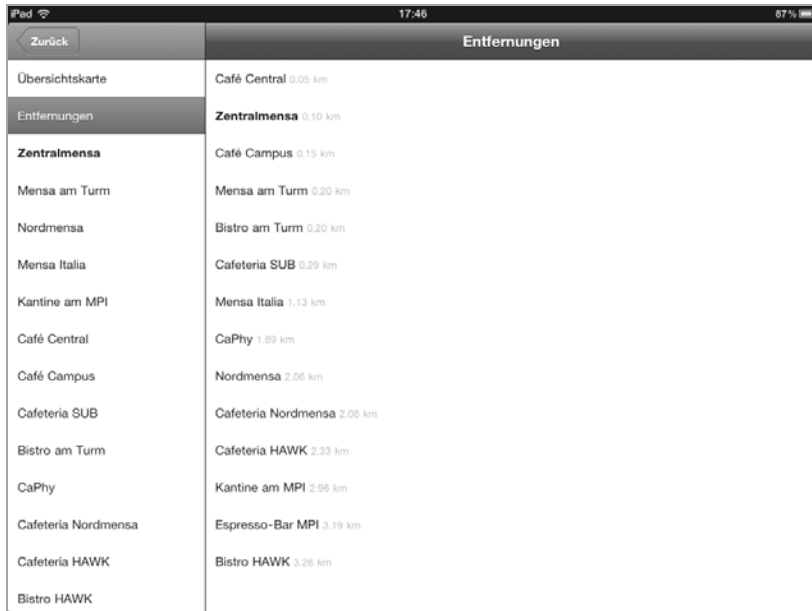 iPad 17:46 87%
Zurück
Entfernungen
Übersichtskarte
Entfernungen
Zentralmensa
Mensa am Turm
Nordmensa
Mensa Italia
Kantine am MPI
Café Central
Café Campus
Cafeteria SUB
Bistro am Turm
CaPhy
Cafeteria Nordmensa
Cafeteria HAWK
Bistro HAWK
Café Central 0.05 km
Zentralmensa 0.10 km
Café Campus 0.15 km
Mensa am Turm 0.20 km
Bistro am Turm 0.20 km
Cafeteria SUB 0.29 km
Mensa Italia 1.13 km
CaPhy 1.89 km
Nordmensa 2.06 km
Cafeteria Nordmensa 2.06 km
Cafeteria HAWK 2.33 km
Kantine am MPI 2.96 km
Espresso-Bar MPI 3.19 km
Bistro HAWK 3.26 km